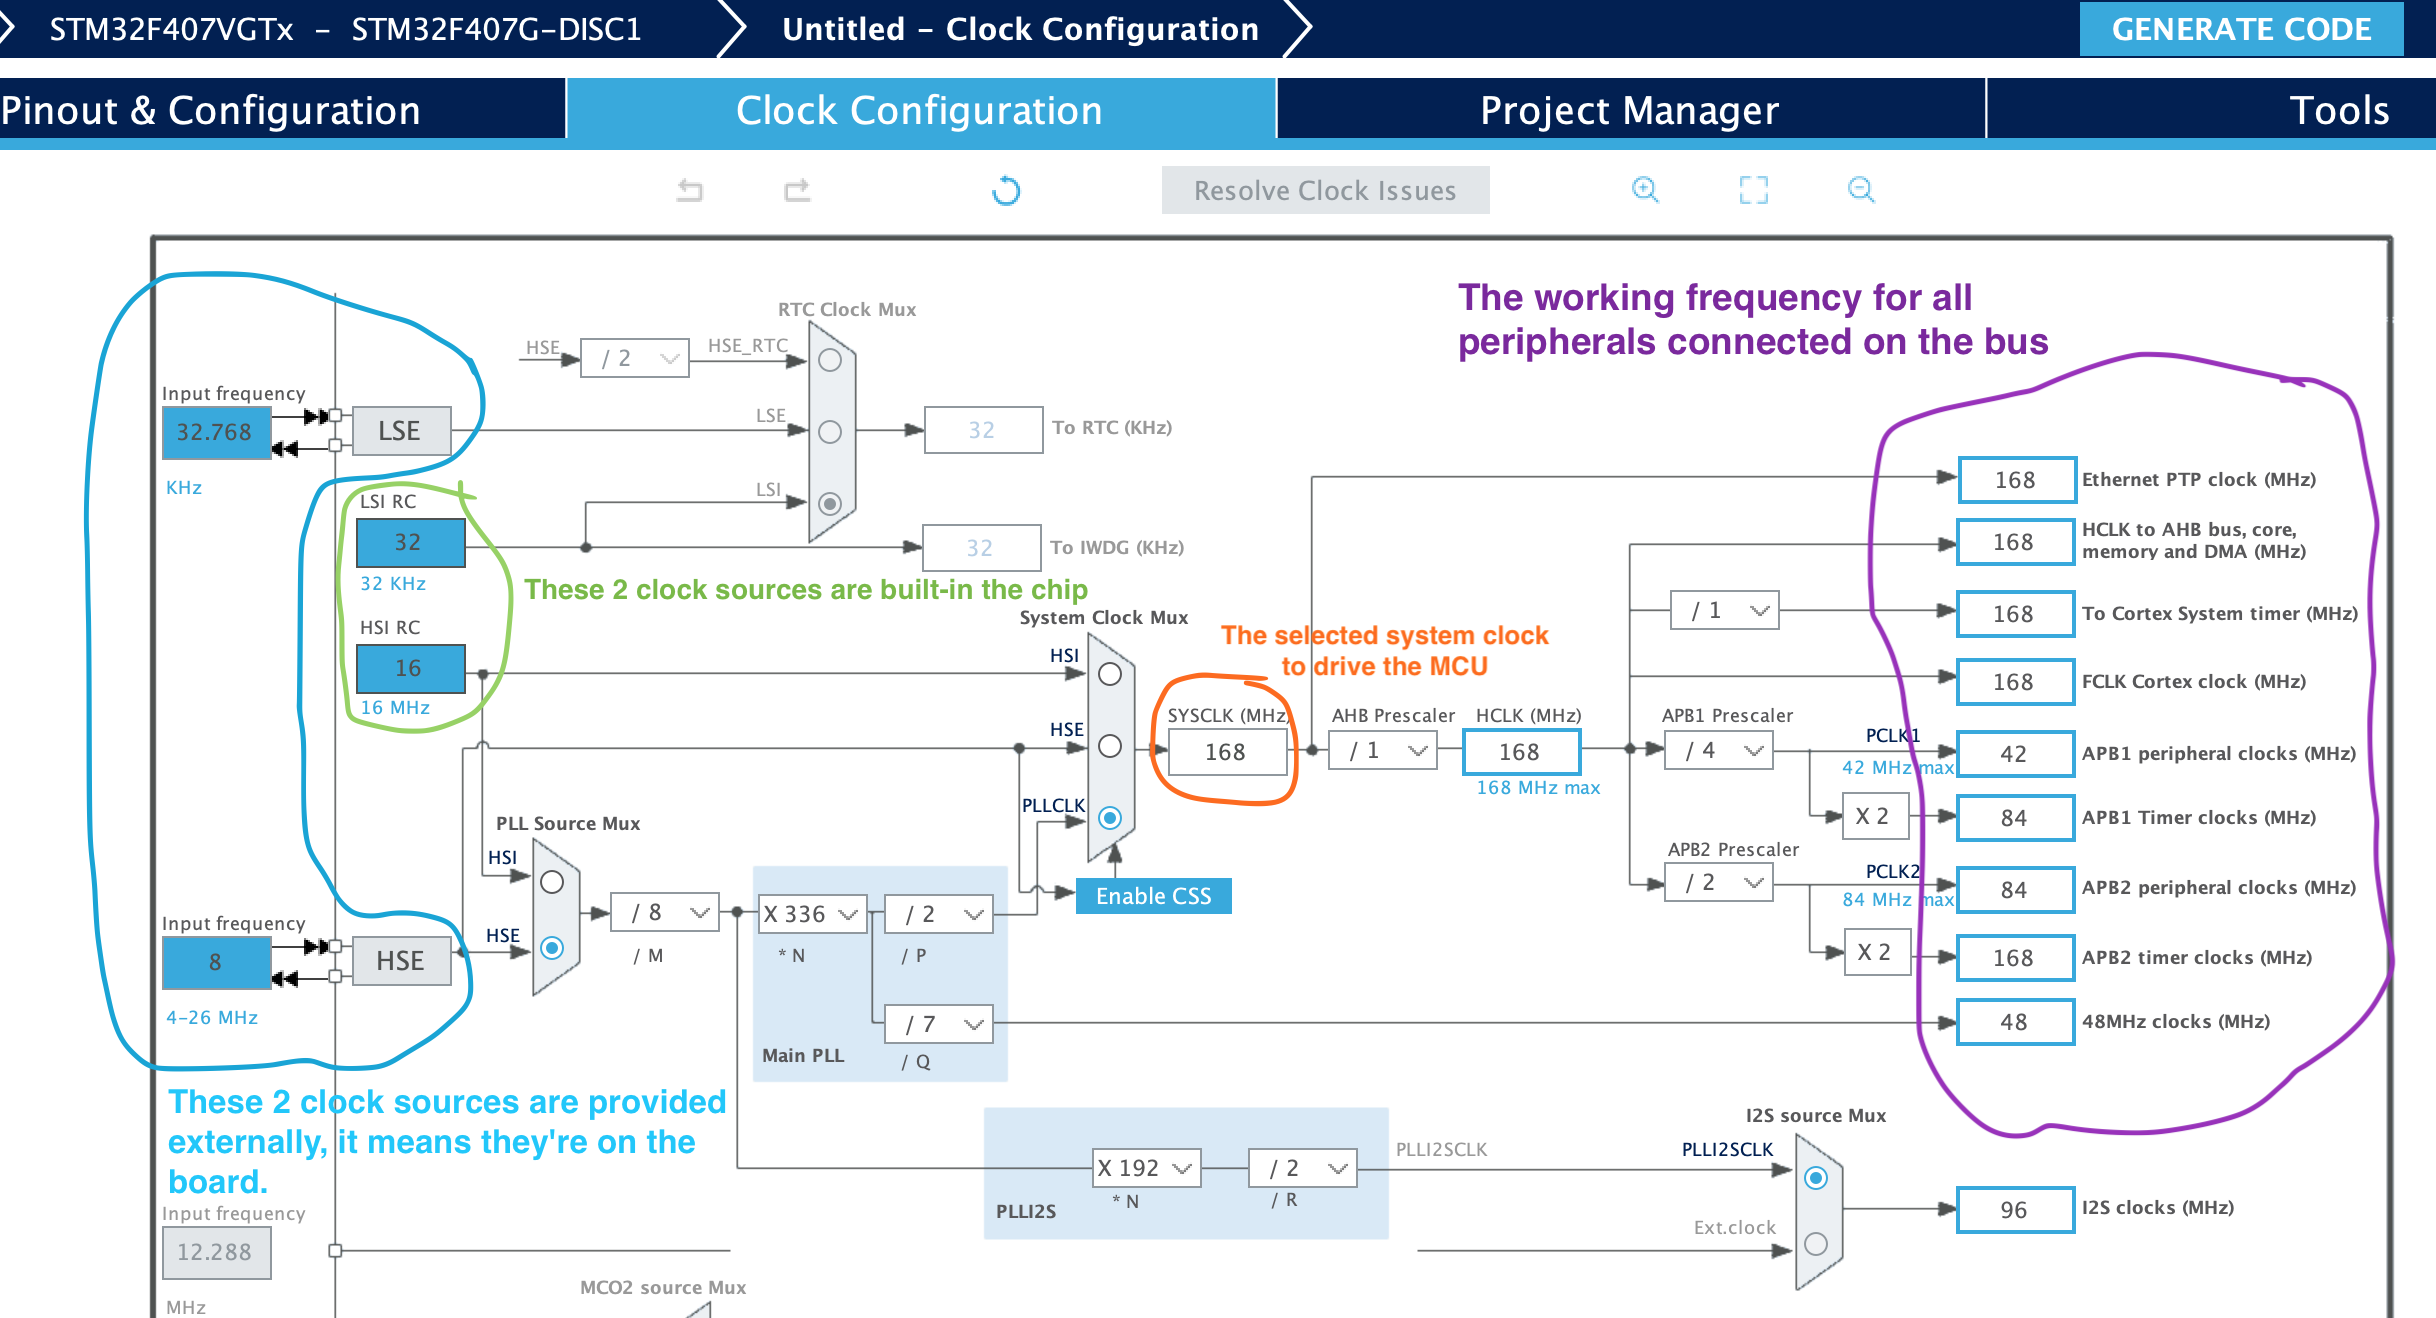 STM32F407VGTx - STM32F407G-DISC1
Untitled - Clock Configuration
GENERATE CODE
Pinout & Configuration
Clock Configuration
Project Manager
Tools
Resolve Clock Issues
The working frequency for all
peripherals connected on the bus
RTC Clock Mux
HSE
/ 2
HSE_RTC
Input frequency
32.768
LSE
LSE
32
To RTC (KHz)
KHz
LSI RC
LSI
32
32 KHz
32
To IWDG (KHz)
These 2 clock sources are built-in the chip
HSI RC
16
16 MHz
System Clock Mux
The selected system clock
to drive the MCU
HSI
HSE
PLLCLK
SYSCLK (MHz)
168
AHB Prescaler
/ 1
HCLK (MHz)
168
168 MHz max
168
Ethernet PTP clock (MHz)
168
HCLK to AHB bus, core,
memory and DMA (MHz)
/ 1
168
To Cortex System timer (MHz)
168
FCLK Cortex clock (MHz)
APB1 Prescaler
/ 4
PCLK1
42 MHz max
42
APB1 peripheral clocks (MHz)
X 2
84
APB1 Timer clocks (MHz)
APB2 Prescaler
/ 2
PCLK2
84 MHz max
84
APB2 peripheral clocks (MHz)
X 2
168
APB2 timer clocks (MHz)
48
48MHz clocks (MHz)
PLL Source Mux
HSI
HSE
Enable CSS
Input frequency
8
HSE
4-26 MHz
/ 8
/ M
X 336
* N
/ 2
/ P
/ 7
/ Q
Main PLL
These 2 clock sources are provided
externally, it means they're on the
board.
X 192
* N
/ 2
/ R
PLLI2S
PLLI2SCLK
I2S source Mux
PLLI2SCLK
Ext.clock
96
I2S clocks (MHz)
Input frequency
12.288
MHz
MCO2 source Mux